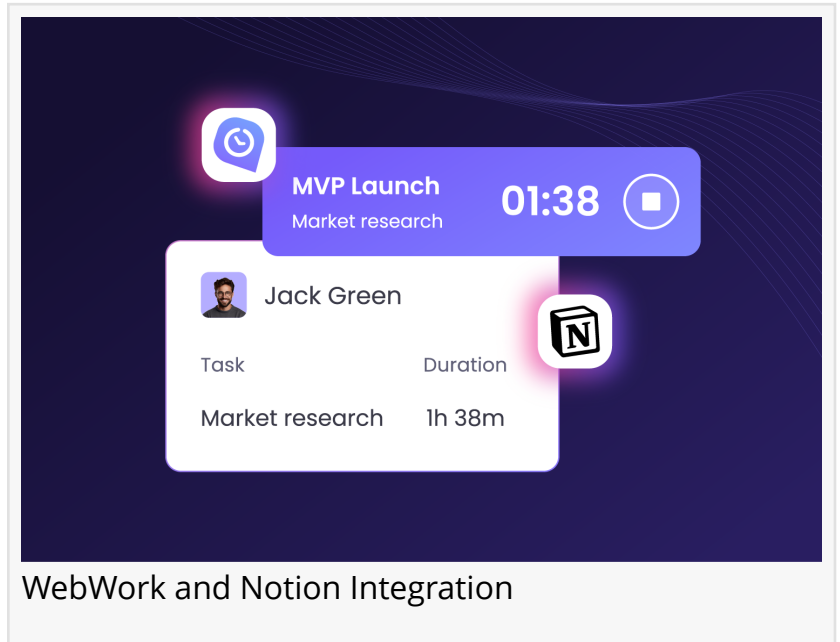 MVP Launch
Market research
01:38
Jack Green
N
Task Duration
Market research 1h 38m
WebWork and Notion Integration